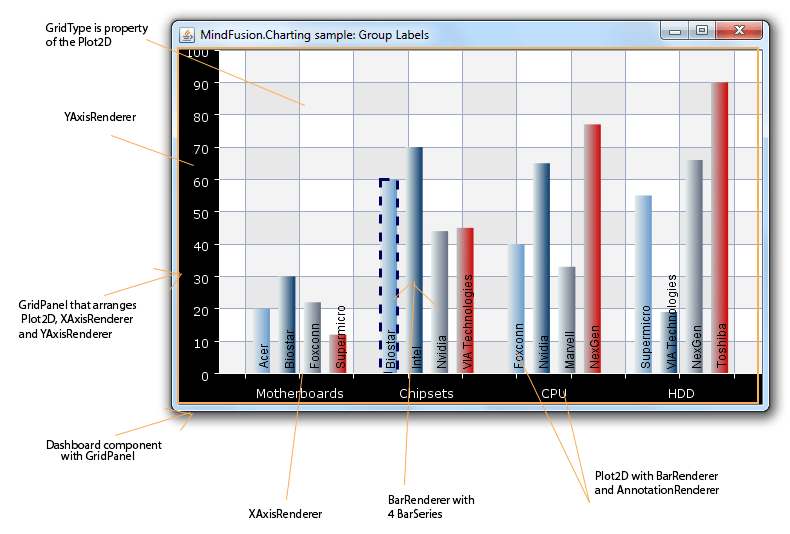 GridType is property
of the Plot2D
MindFusion.Charting sample: Group Labels
YAxisRenderer
100
90
80
70
60
50
40
30
20
10
0
Acer
Biostar
Foxconn
Supermicro
Biostar
Intel
Nvidia
VIA Technologies
Foxconn
Nvidia
Marvell
NexGen
Supermicro
VIA Technologies
NexGen
Toshiba
Motherboards
Chipsets
CPU
HDD
GridPanel that arranges
Plot2D, XAxisRenderer
and YAxisRenderer
Dashboard component
with GridPanel
XAxisRenderer
BarRenderer with
4 BarSeries
Plot2D with BarRenderer
and AnnotationRenderer